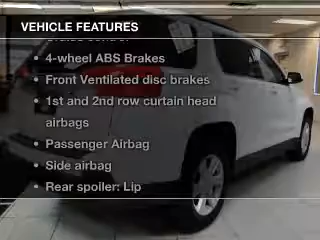 VEHICLE FEATURES
• 4-wheel ABS Brakes
• Front Ventilated disc brakes
• 1st and 2nd row curtain head
airbags
• Passenger Airbag
• Side airbag
• Rear spoiler: Lip